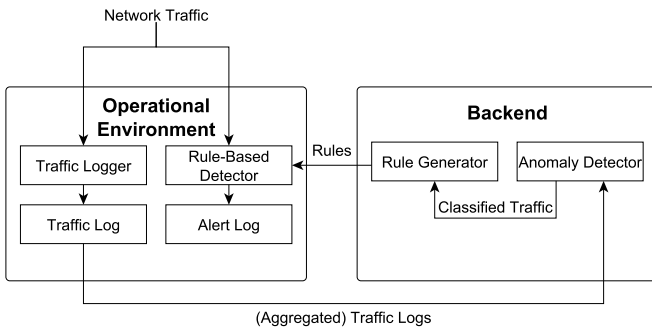 Network Traffic
Operational
Environment
Backend
Traffic Logger
Rule-Based
Detector
Rules
Rule Generator
Anomaly Detector
Traffic Log
Alert Log
Classified Traffic
(Aggregated) Traffic Logs